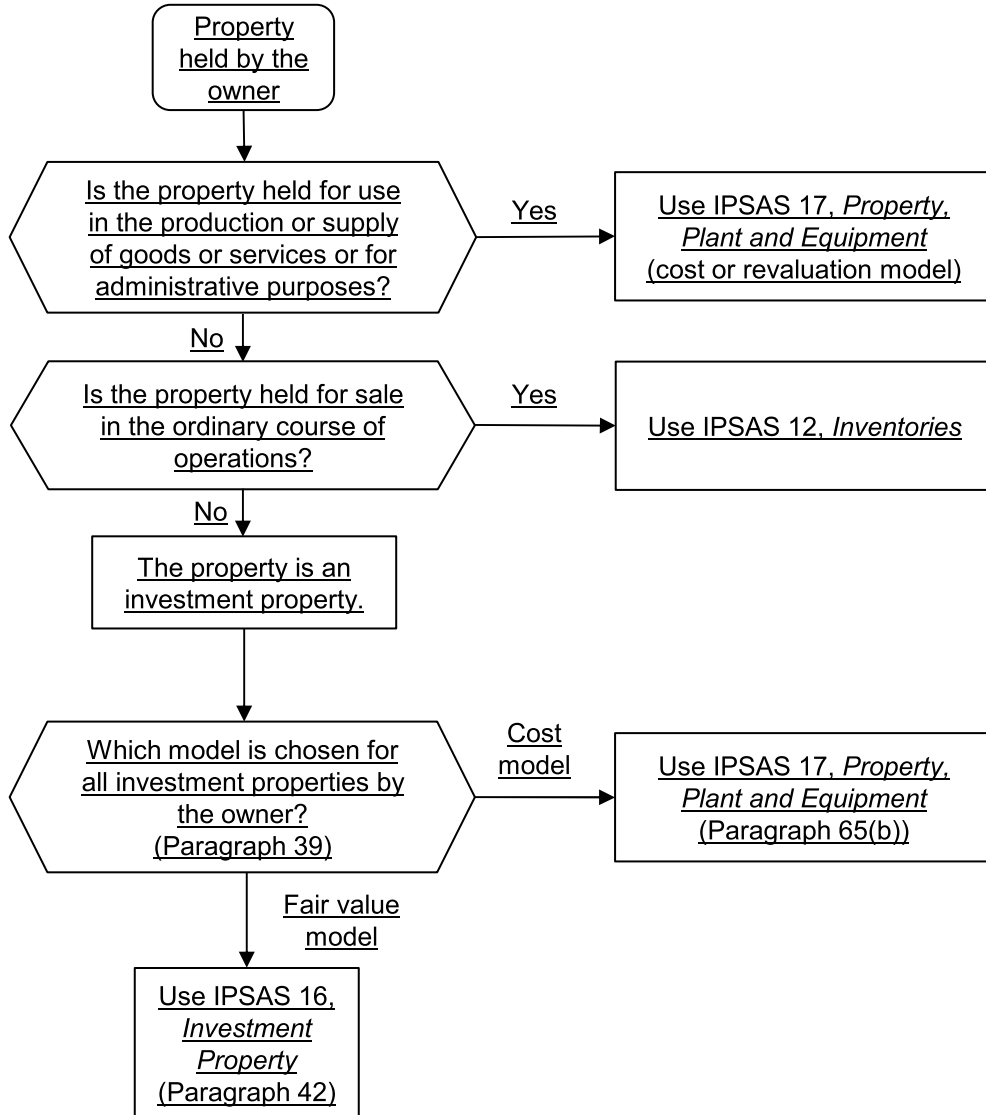 Property
held by the
owner
Is the property held for use
in the production or supply
of goods or services or for
administrative purposes?
Yes
Use IPSAS 17, Property,
Plant and Equipment
(cost or revaluation model)
No
Is the property held for sale
in the ordinary course of
operations?
Yes
Use IPSAS 12, Inventories
No
The property is an
investment property.
Which model is chosen for
all investment properties by
the owner?
(Paragraph 39)
Cost
model
Use IPSAS 17, Property,
Plant and Equipment
(Paragraph 65(b))
Fair value
model
Use IPSAS 16,
Investment
Property
(Paragraph 42)